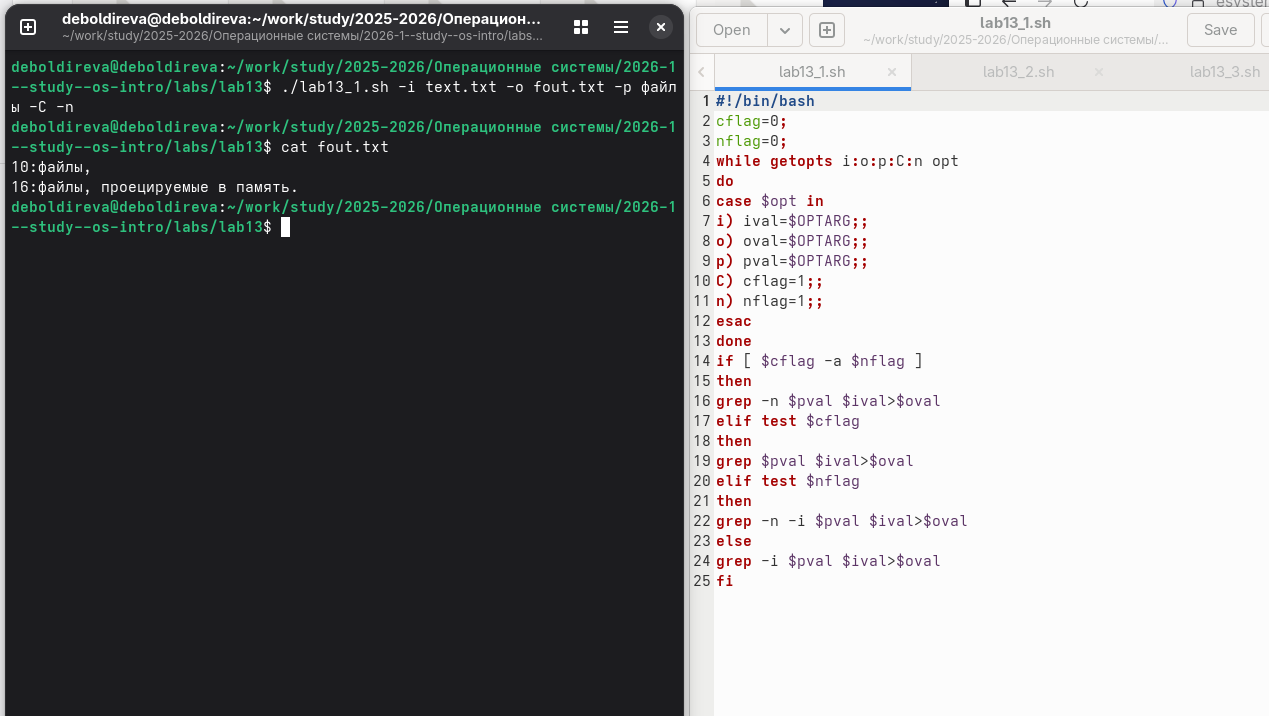 deboldireva@deboldireva:~/work/study/2025-2026/Операцион...
~/work/study/2025-2026/Операционные системы/2026-1--study--os-intro/labs...
deboldireva@deboldireva:~/work/study/2025-2026/Операционные системы/2026-1
--study--os-intro/labs/lab13$ ./lab13_1.sh -i text.txt -o fout.txt -p файл
ы -C -n
deboldireva@deboldireva:~/work/study/2025-2026/Операционные системы/2026-1
--study--os-intro/labs/lab13$ cat fout.txt
10:файлы,
16:файлы, проецируемые в память.
deboldireva@deboldireva:~/work/study/2025-2026/Операционные системы/2026-1
--study--os-intro/labs/lab13$
Open
lab13_1.sh
~/work/study/2025-2026/Операционные системы/...
Save
lab13_1.sh
lab13_2.sh
lab13_3.sh
1 #!/bin/bash
2 cflag=0;
3 nflag=0;
4 while getopts i:o:p:C:n opt
5 do
6 case $opt in
7 i) ival=$OPTARG;;
8 o) oval=$OPTARG;;
9 p) pval=$OPTARG;;
10 C) cflag=1;;
11 n) nflag=1;;
12 esac
13 done
14 if [ $cflag -a $nflag ]
15 then
16 grep -n $pval $ival>$oval
17 elif test $cflag
18 then
19 grep $pval $ival>$oval
20 elif test $nflag
21 then
22 grep -n -i $pval $ival>$oval
23 else
24 grep -i $pval $ival>$oval
25 fi